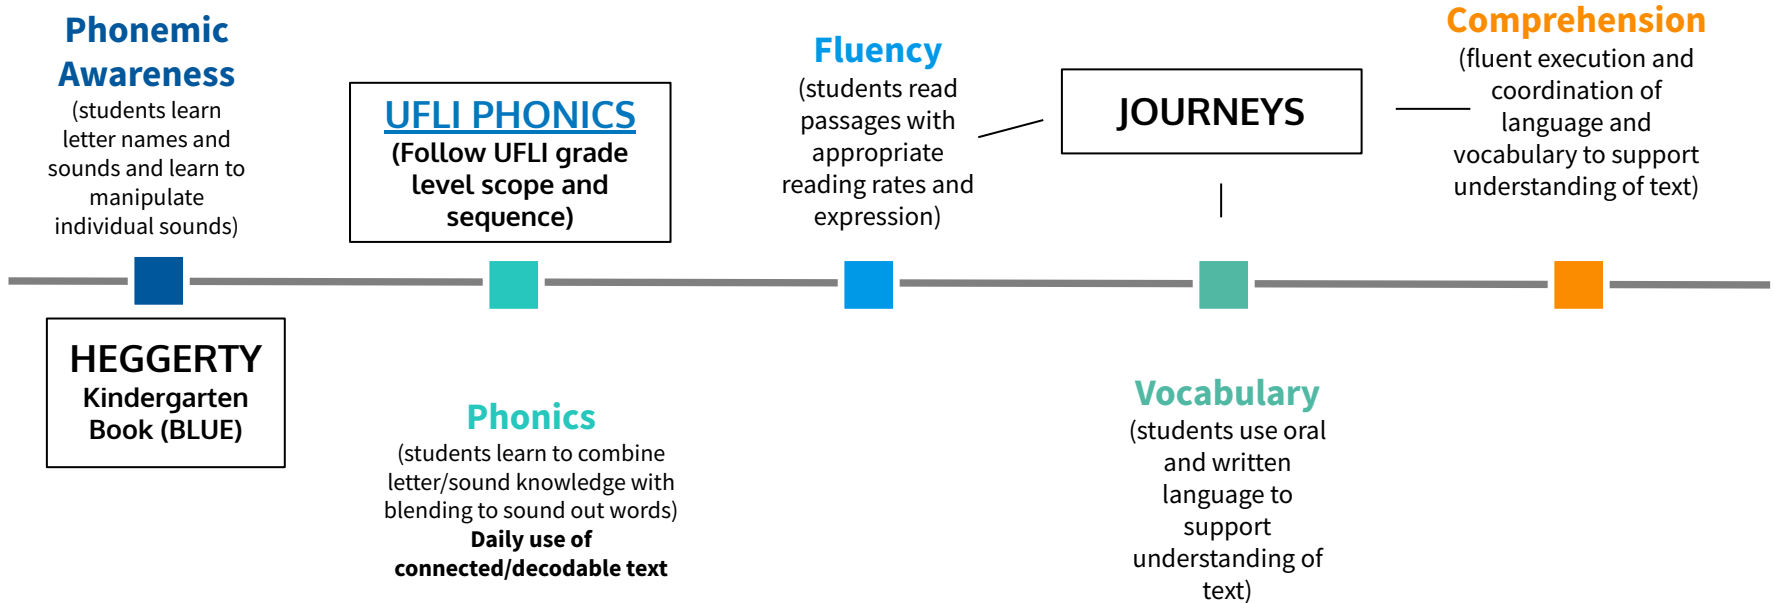 Phonemic
Awareness
(students learn
letter names and
sounds and learn to
manipulate
individual sounds)
HEGGERTY
Kindergarten
Book (BLUE)
UFLI PHONICS
(Follow UFLI grade
level scope and
sequence)
Phonics
(students learn to combine
letter/sound knowledge with
blending to sound out words)
Daily use of
connected/decodable text
Fluency
(students read
passages with
appropriate
reading rates and
expression)
JOURNEYS
Vocabulary
(students use oral
and written
language to
support
understanding of
text)
Comprehension
(fluent execution and
coordination of
language and
vocabulary to support
understanding of text)